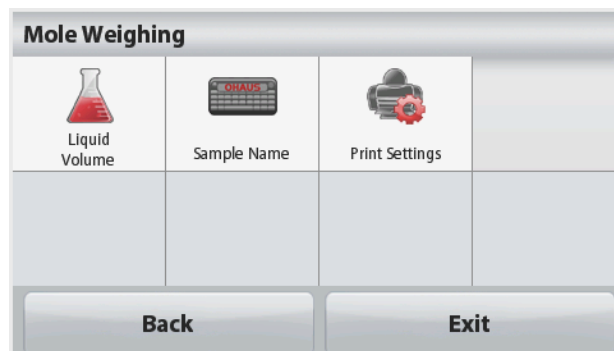 Mole Weighing
OHAUS
Liquid
Volume
Sample Name
Print Settings
Back
Exit